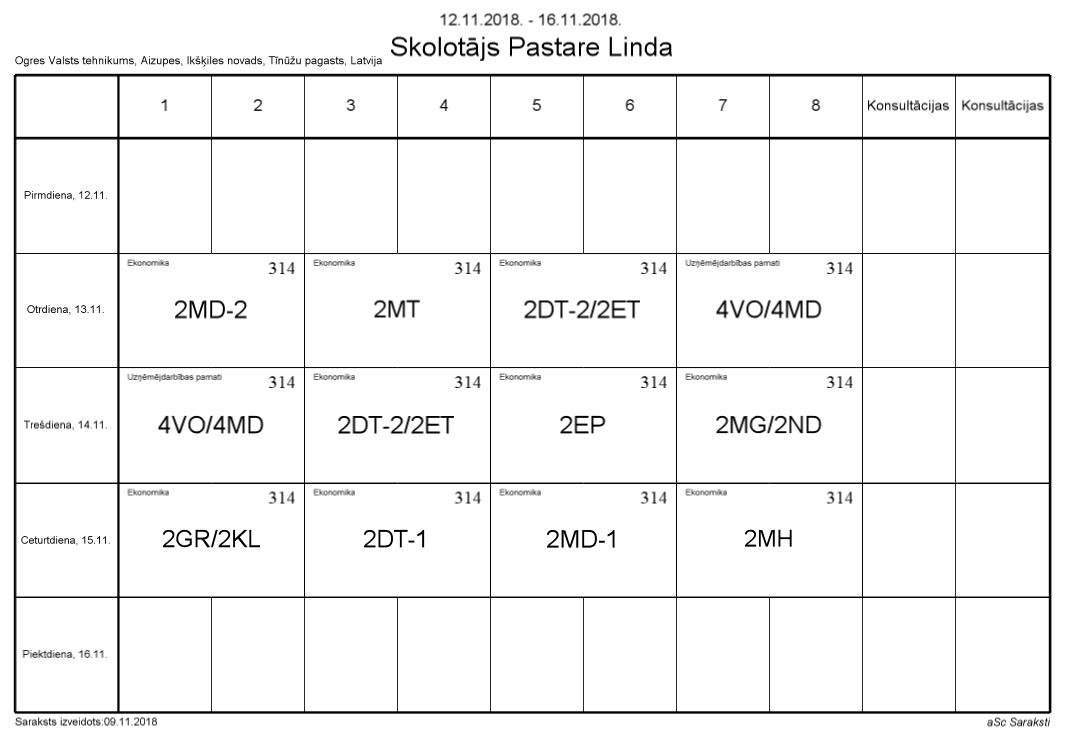 12.11.2018. - 16.11.2018.
Skolotājs Pastare Linda
Ogres Valsts tehnikums, Aizupes, Ikšķiles novads, Tīnūžu pagasts, Latvija
1 2 3 4 5 6 7 8 Konsultācijas Konsultācijas
Pirmdiena, 12.11.
Ekonomika 314 Ekonomika 314 Ekonomika 314 Uzņēmējdarbības pamati 314
Otrdiena, 13.11. 2MD-2 2MT 2DT-2/2ET 4VO/4MD
Uzņēmējdarbības pamati 314 Ekonomika 314 Ekonomika 314 Ekonomika 314
Trešdiena, 14.11. 4VO/4MD 2DT-2/2ET 2EP 2MG/2ND
Ekonomika 314 Ekonomika 314 Ekonomika 314 Ekonomika 314
Ceturtdiena, 15.11. 2GR/2KL 2DT-1 2MD-1 2MH
Piektdiena, 16.11.
Saraksts izveidots:09.11.2018 aSc Saraksti